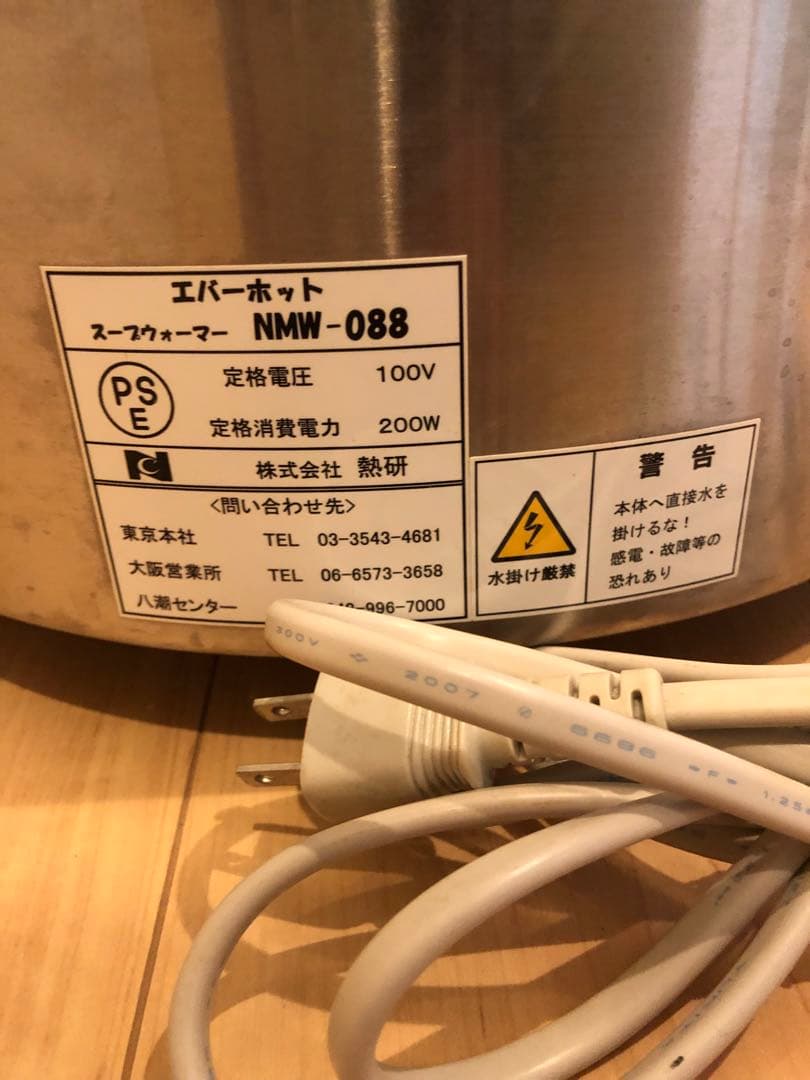 エバーホット
スープウォーマー NMW-088
PS
E
定格電圧 100V
定格消費電力 200W
株式会社 熱研
<問い合わせ先>
東京本社 TEL 03-3543-4681
大阪営業所 TEL 06-6573-3658
八潮センター 996-7000
警告
本体へ直接水を
掛けるな!
感電・故障等の
恐れあり
水掛け厳禁
300V 2007 F